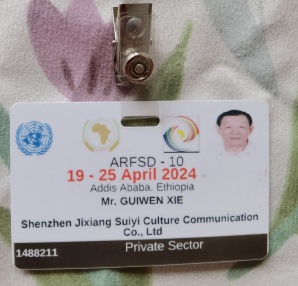 ARFSD - 10
19 - 25 April 2024
Addis Ababa, Ethiopia
Mr. GUIWEN XIE
Shenzhen Jixiang Suiyi Culture Communication
Co., Ltd
1488211
Private Sector